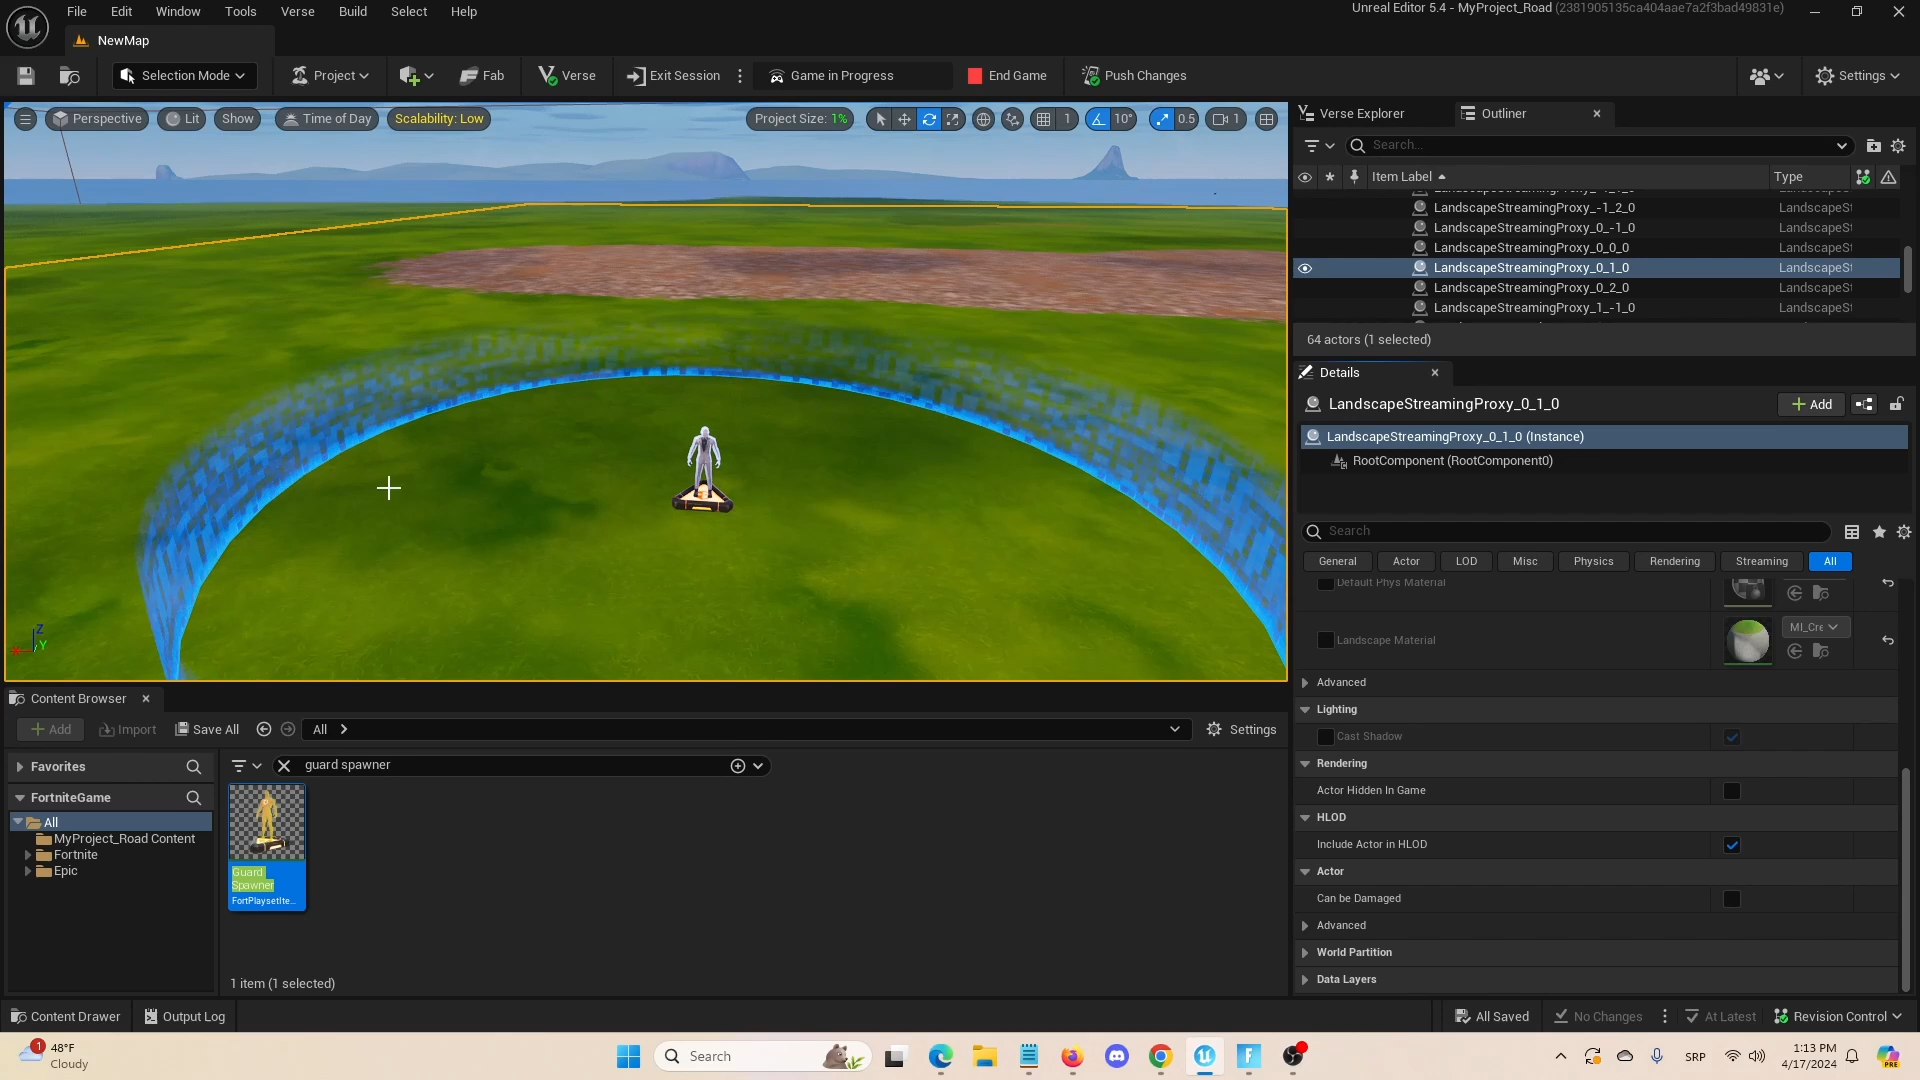 File Edit Window Tools Verse Build Select Help
Unreal Editor 5.4 - MyProject_Road (2381905135ca404aae7a2f3bad49831e)
NewMap
Selection Mode Project Fab Verse Exit Session Game in Progress End Game Push Changes Settings
Perspective Lit Show Time of Day Scalability: Low Project Size: 1% 1 10° 0.5 1
Verse Explorer Outliner
Search...
Item Label Type
LandscapeStreamingProxy_-1_2_0 LandscapeSt
LandscapeStreamingProxy_0_-1_0 LandscapeSt
LandscapeStreamingProxy_0_0_0 LandscapeSt
LandscapeStreamingProxy_0_1_0 LandscapeSt
LandscapeStreamingProxy_0_2_0 LandscapeSt
LandscapeStreamingProxy_1_-1_0 LandscapeSt
64 actors (1 selected)
Details
LandscapeStreamingProxy_0_1_0 Add
LandscapeStreamingProxy_0_1_0 (Instance)
RootComponent (RootComponent0)
Search
General Actor LOD Misc Physics Rendering Streaming All
Default Phys Material
Landscape Material MI_Cre
Advanced
Lighting
Cast Shadow
Rendering
Actor Hidden In Game
HLOD
Include Actor in HLOD
Actor
Can be Damaged
Advanced
World Partition
Data Layers
Z
Y
Content Browser
Add Import Save All All Settings
Favorites
guard spawner
FortniteGame
All
MyProject_Road Content
Fortnite
Epic
Guard
Spawner
FortPlaysetIte...
1 item (1 selected)
Content Drawer Output Log All Saved No Changes At Latest Revision Control
1 48°F
Cloudy
Search
SRP
1:13 PM
4/17/2024
PRE